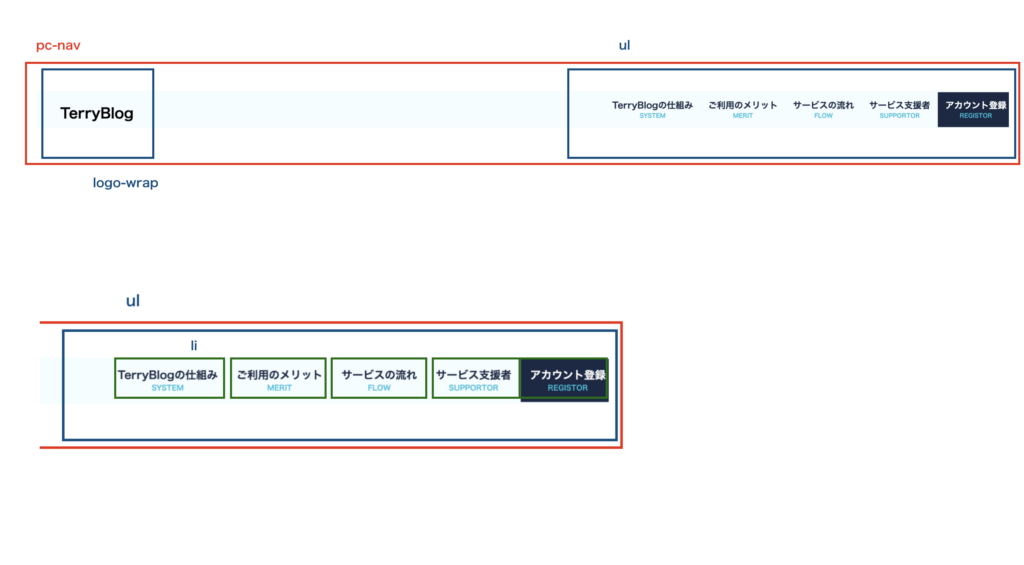 pc-nav
ul
TerryBlog
TerryBlogの仕組み
SYSTEM
ご利用のメリット
MERIT
サービスの流れ
FLOW
サービス支援者
SUPPORTOR
アカウント登録
REGISTOR
logo-wrap
ul
li
TerryBlogの仕組み
SYSTEM
ご利用のメリット
MERIT
サービスの流れ
FLOW
サービス支援者
SUPPORTOR
アカウント登録
REGISTOR